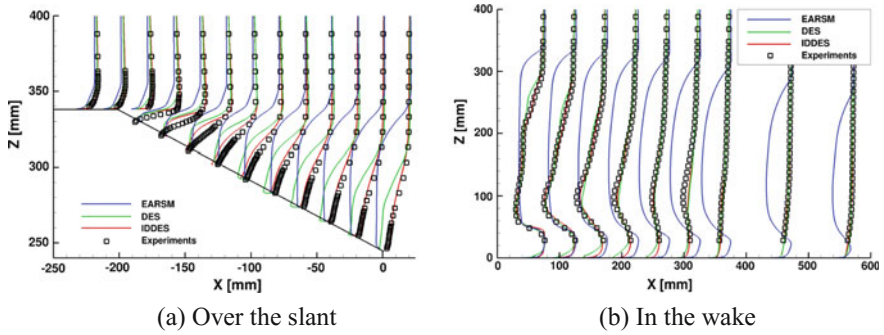 400
350
300
250
Z [mm]
EARSM
DES
IDDES
Experiments
-250 -200 -150 -100 -50 0
X [mm]
(a) Over the slant
400
300
200
100
0
Z [mm]
EARSM
DES
IDDES
Experiments
0 100 200 300 400 500 600
X [mm]
(b) In the wake